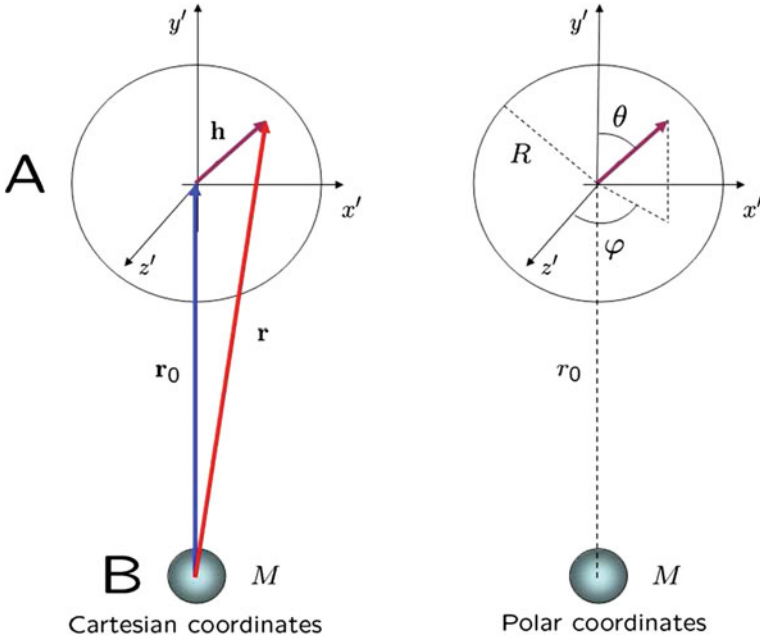 y′
h
A
x′
z′
r
r₀
B
M
Cartesian coordinates
y′
θ
R
x′
z′
φ
r₀
M
Polar coordinates